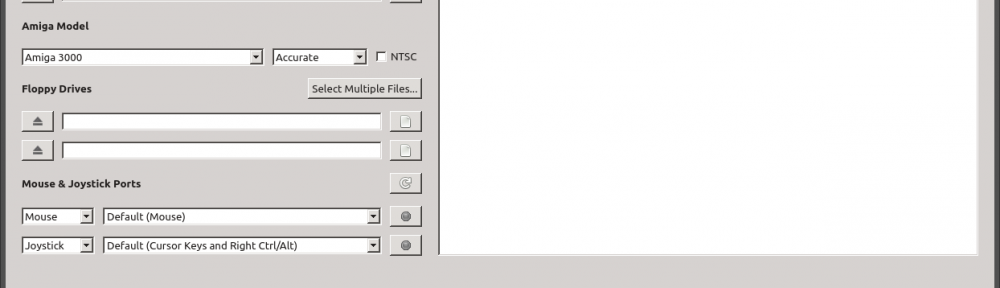 Amiga Model
Amiga 3000 Accurate NTSC
Floppy Drives Select Multiple Files...
Mouse & Joystick Ports
Mouse Default (Mouse)
Joystick Default (Cursor Keys and Right Ctrl/Alt)